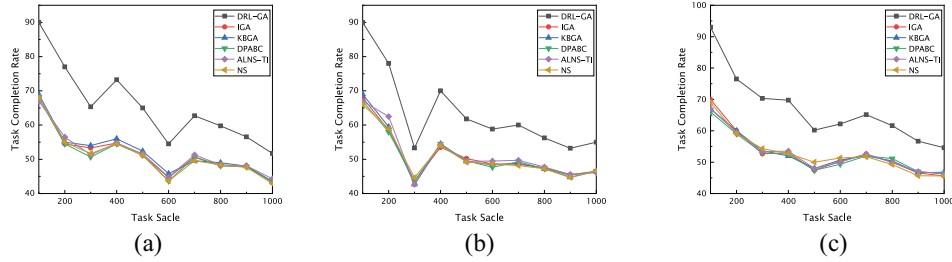 95
90
80
70
60
50
40
Task Completion Rate
200
400
600
800
1000
Task Sacle
DRL-GA
IGA
KBGA
DPABC
ALNS-TI
NS
(a)
95
90
80
70
60
50
40
Task Completion Rate
200
400
600
800
1000
Task Sacle
DRL-GA
IGA
KBGA
DPABC
ALNS-TI
NS
(b)
100
90
80
70
60
50
40
Task Completion Rate
200
400
600
800
1000
Task Sacle
DRL-GA
IGA
KBGA
DPABC
ALNS-TI
NS
(c)